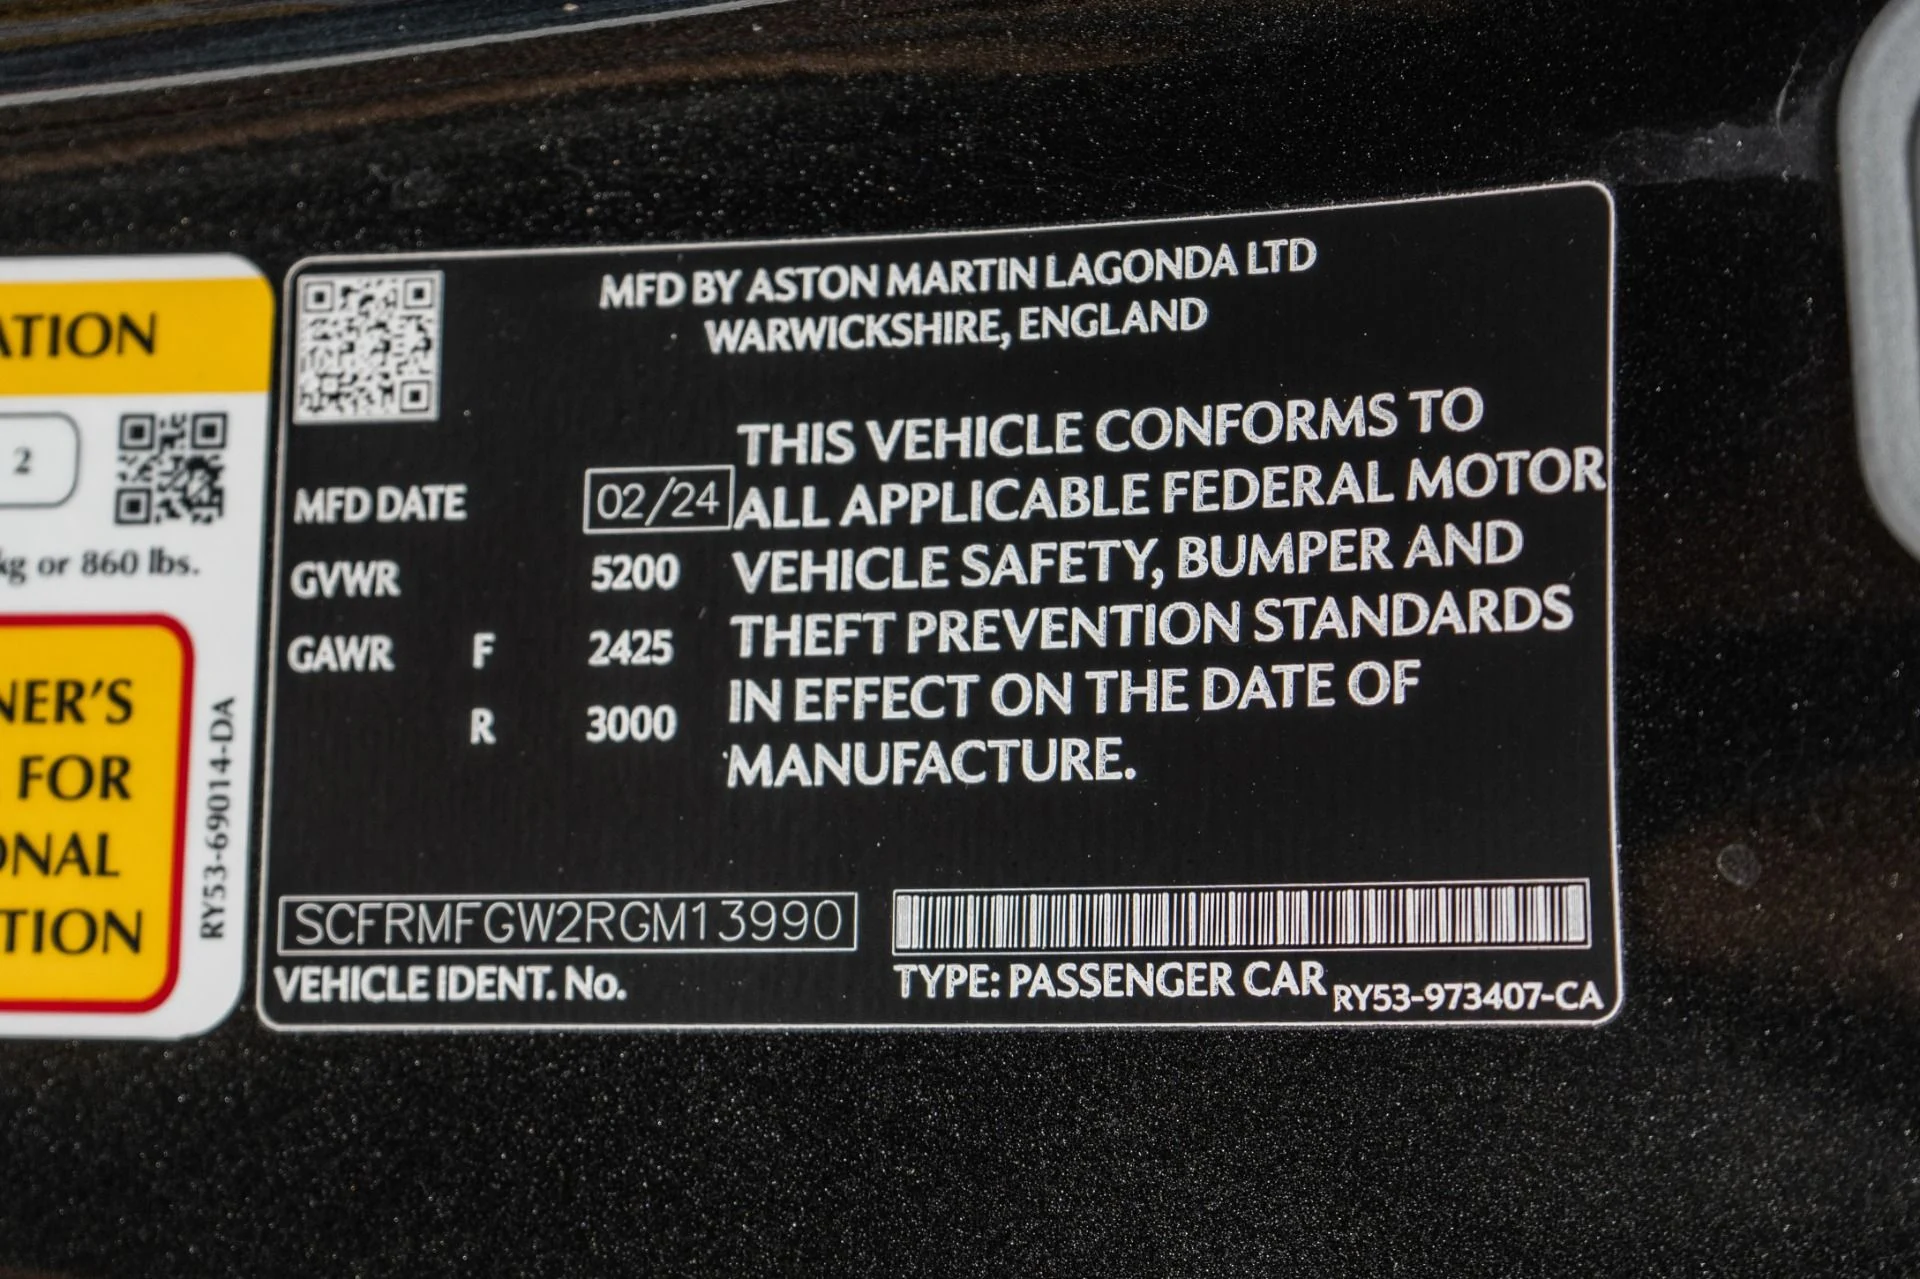 ATION
2
kg or 860 lbs.
NER'S
FOR
ONAL
TION
RY53-69014-DA
MFD BY ASTON MARTIN LAGONDA LTD
WARWICKSHIRE, ENGLAND
MFD DATE 02/24
GVWR 5200
GAWR F 2425
R 3000
THIS VEHICLE CONFORMS TO
ALL APPLICABLE FEDERAL MOTOR
VEHICLE SAFETY, BUMPER AND
THEFT PREVENTION STANDARDS
IN EFFECT ON THE DATE OF
MANUFACTURE.
SCFRMFGW2RGM13990
VEHICLE IDENT. No.
TYPE: PASSENGER CAR
RY53-973407-CA